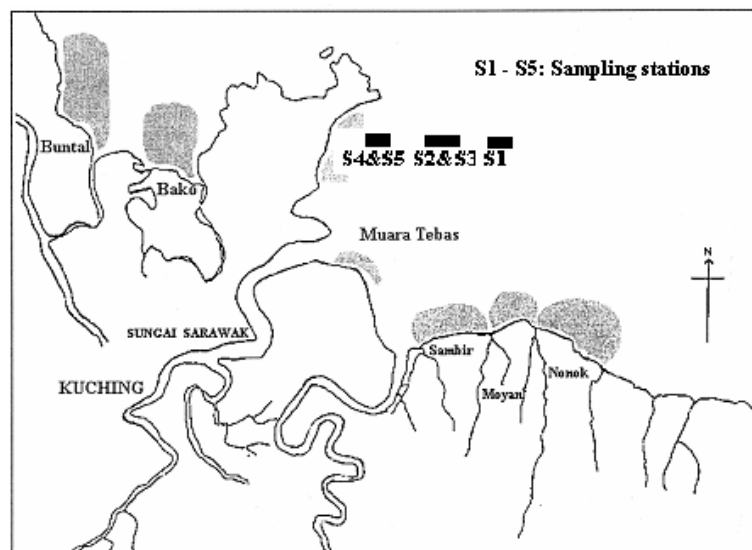 S1 - S5: Sampling stations
Buntal
S4&S5 S2&S3 S1
Bako
Muara Tebas
N
SUNGAI SARAWAK
Sambir
KUCHING
Nonok
Moyan